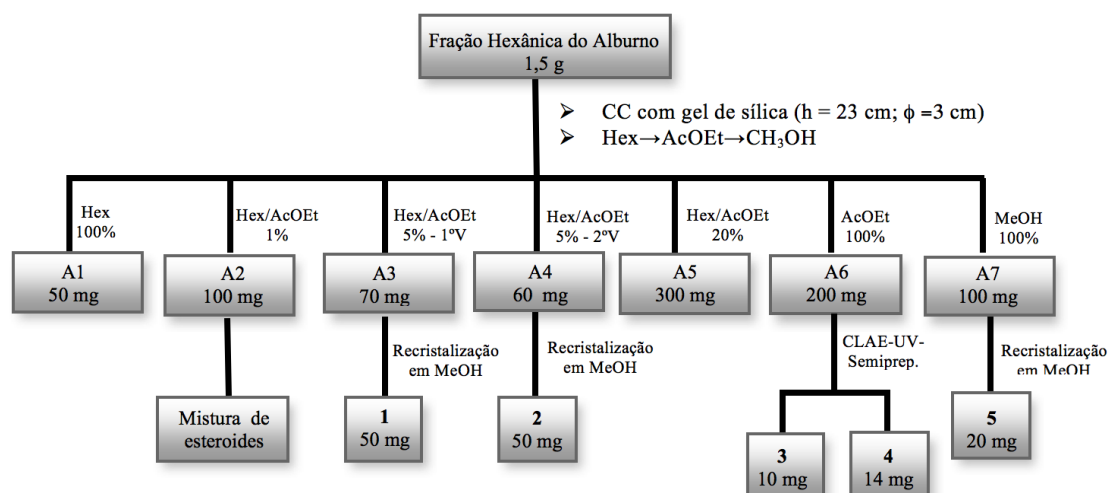 Fração Hexânica do Alburno
1,5 g
➢ CC com gel de sílica (h = 23 cm; ϕ =3 cm)
➢ Hex→AcOEt→CH₃OH
Hex
100%
Hex/AcOEt
1%
Hex/AcOEt
5% - 1ºV
Hex/AcOEt
5% - 2ºV
Hex/AcOEt
20%
AcOEt
100%
MeOH
100%
A1
50 mg
A2
100 mg
A3
70 mg
A4
60 mg
A5
300 mg
A6
200 mg
A7
100 mg
Recristalização
em MeOH
Recristalização
em MeOH
CLAE-UV-
Semiprep.
Recristalização
em MeOH
Mistura de
esteroides
1
50 mg
2
50 mg
3
10 mg
4
14 mg
5
20 mg